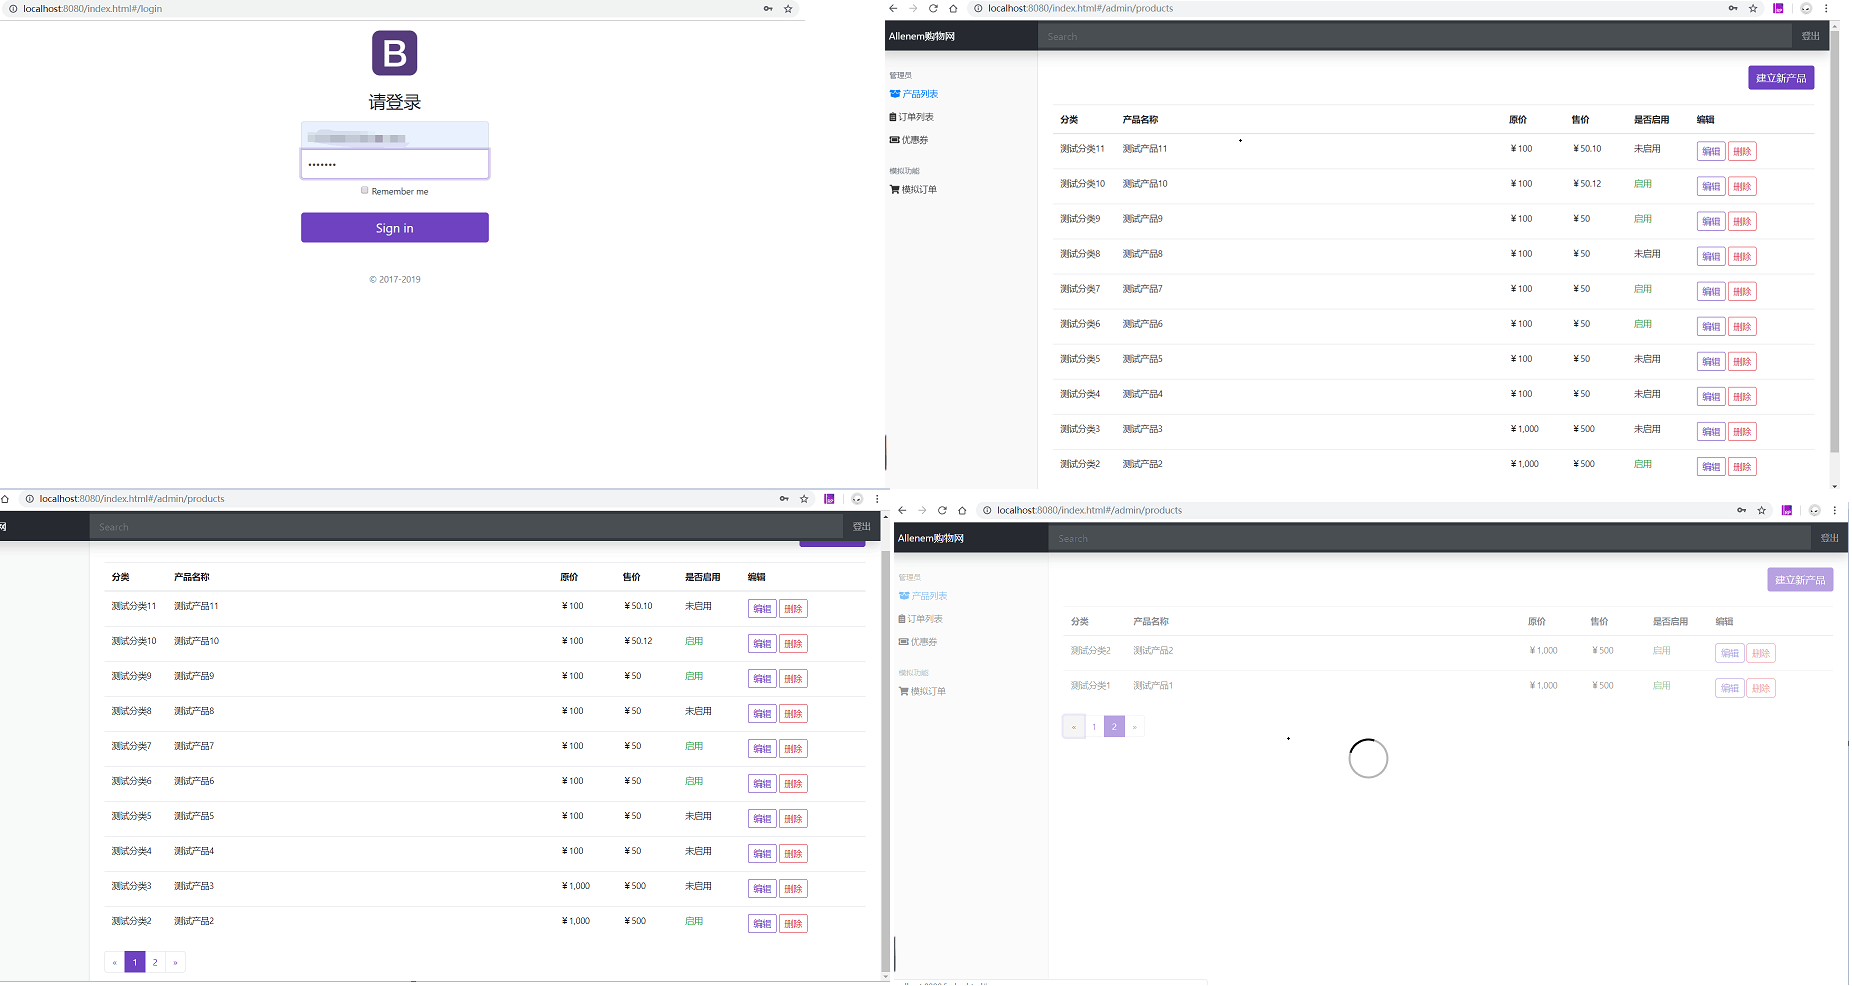 localhost:8080/index.html#/login
B
请登录
•••••••
Remember me
Sign in
© 2017-2019
localhost:8080/index.html#/admin/products
Allenem购物网 Search 登出
管理员
产品列表
订单列表
优惠券
模拟功能
模拟订单
建立新产品
分类 产品名称 原价 售价 是否启用 编辑
测试分类11 测试产品11 ¥100 ¥50.10 未启用 编辑 删除
测试分类10 测试产品10 ¥100 ¥50.12 启用 编辑 删除
测试分类9 测试产品9 ¥100 ¥50 启用 编辑 删除
测试分类8 测试产品8 ¥100 ¥50 未启用 编辑 删除
测试分类7 测试产品7 ¥100 ¥50 启用 编辑 删除
测试分类6 测试产品6 ¥100 ¥50 启用 编辑 删除
测试分类5 测试产品5 ¥100 ¥50 未启用 编辑 删除
测试分类4 测试产品4 ¥100 ¥50 未启用 编辑 删除
测试分类3 测试产品3 ¥1,000 ¥500 未启用 编辑 删除
测试分类2 测试产品2 ¥1,000 ¥500 启用 编辑 删除
localhost:8080/index.html#/admin/products
网 Search 登出
分类 产品名称 原价 售价 是否启用 编辑
测试分类11 测试产品11 ¥100 ¥50.10 未启用 编辑 删除
测试分类10 测试产品10 ¥100 ¥50.12 启用 编辑 删除
测试分类9 测试产品9 ¥100 ¥50 启用 编辑 删除
测试分类8 测试产品8 ¥100 ¥50 未启用 编辑 删除
测试分类7 测试产品7 ¥100 ¥50 启用 编辑 删除
测试分类6 测试产品6 ¥100 ¥50 启用 编辑 删除
测试分类5 测试产品5 ¥100 ¥50 未启用 编辑 删除
测试分类4 测试产品4 ¥100 ¥50 未启用 编辑 删除
测试分类3 测试产品3 ¥1,000 ¥500 未启用 编辑 删除
测试分类2 测试产品2 ¥1,000 ¥500 启用 编辑 删除
« 1 2 »
localhost:8080/index.html#/admin/products
Allenem购物网 Search 登出
管理员
产品列表
订单列表
优惠券
模拟功能
模拟订单
建立新产品
分类 产品名称 原价 售价 是否启用 编辑
测试分类2 测试产品2 ¥1,000 ¥500 启用 编辑 删除
测试分类1 测试产品1 ¥1,000 ¥500 启用 编辑 删除
« 1 2 »